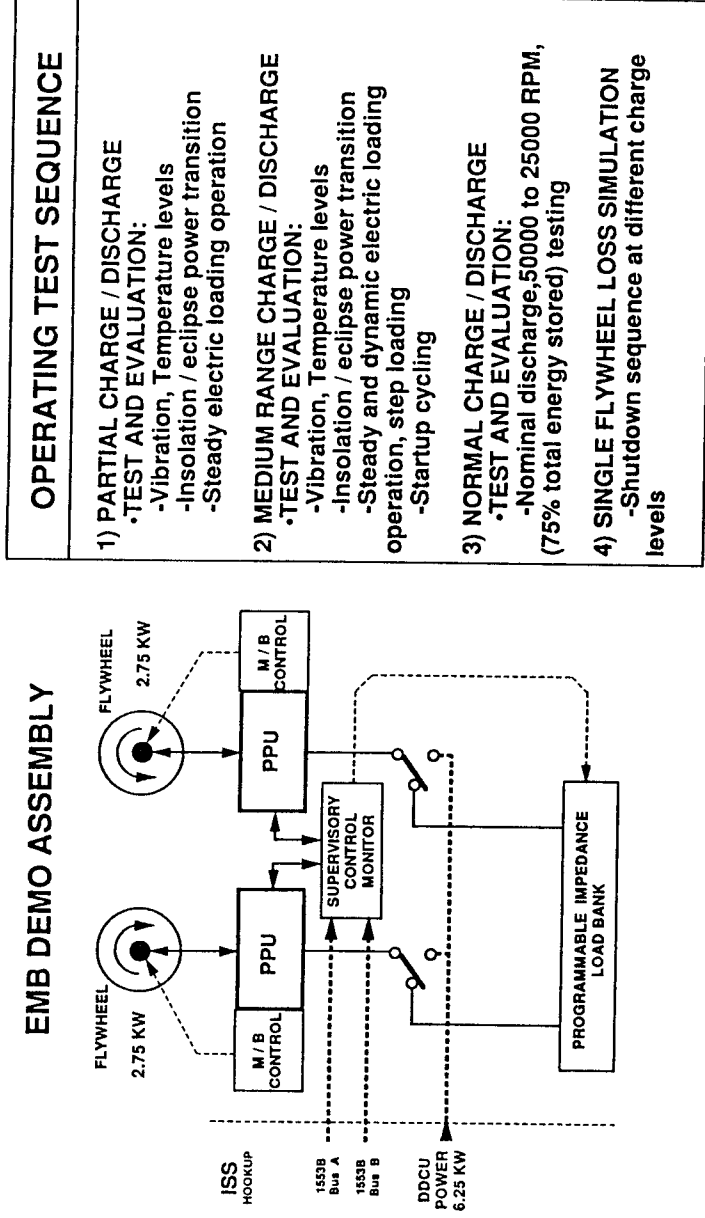 EMB DEMO ASSEMBLY
FLYWHEEL
2.75 KW
FLYWHEEL
2.75 KW
M / B
CONTROL
PPU
PPU
M / B
CONTROL
SUPERVISORY
CONTROL
MONITOR
ISS
HOOKUP
1553B
Bus A
1553B
Bus B
DDCU
POWER
6.25 KW
PROGRAMMABLE IMPEDANCE
LOAD BANK
OPERATING TEST SEQUENCE
1) PARTIAL CHARGE / DISCHARGE
•TEST AND EVALUATION:
-Vibration, Temperature levels
-Insolation / eclipse power transition
-Steady electric loading operation
2) MEDIUM RANGE CHARGE / DISCHARGE
•TEST AND EVALUATION:
-Vibration, Temperature levels
-Insolation / eclipse power transition
-Steady and dynamic electric loading
operation, step loading
-Startup cycling
3) NORMAL CHARGE / DISCHARGE
•TEST AND EVALUATION:
-Nominal discharge,50000 to 25000 RPM,
(75% total energy stored) testing
4) SINGLE FLYWHEEL LOSS SIMULATION
-Shutdown sequence at different charge
levels